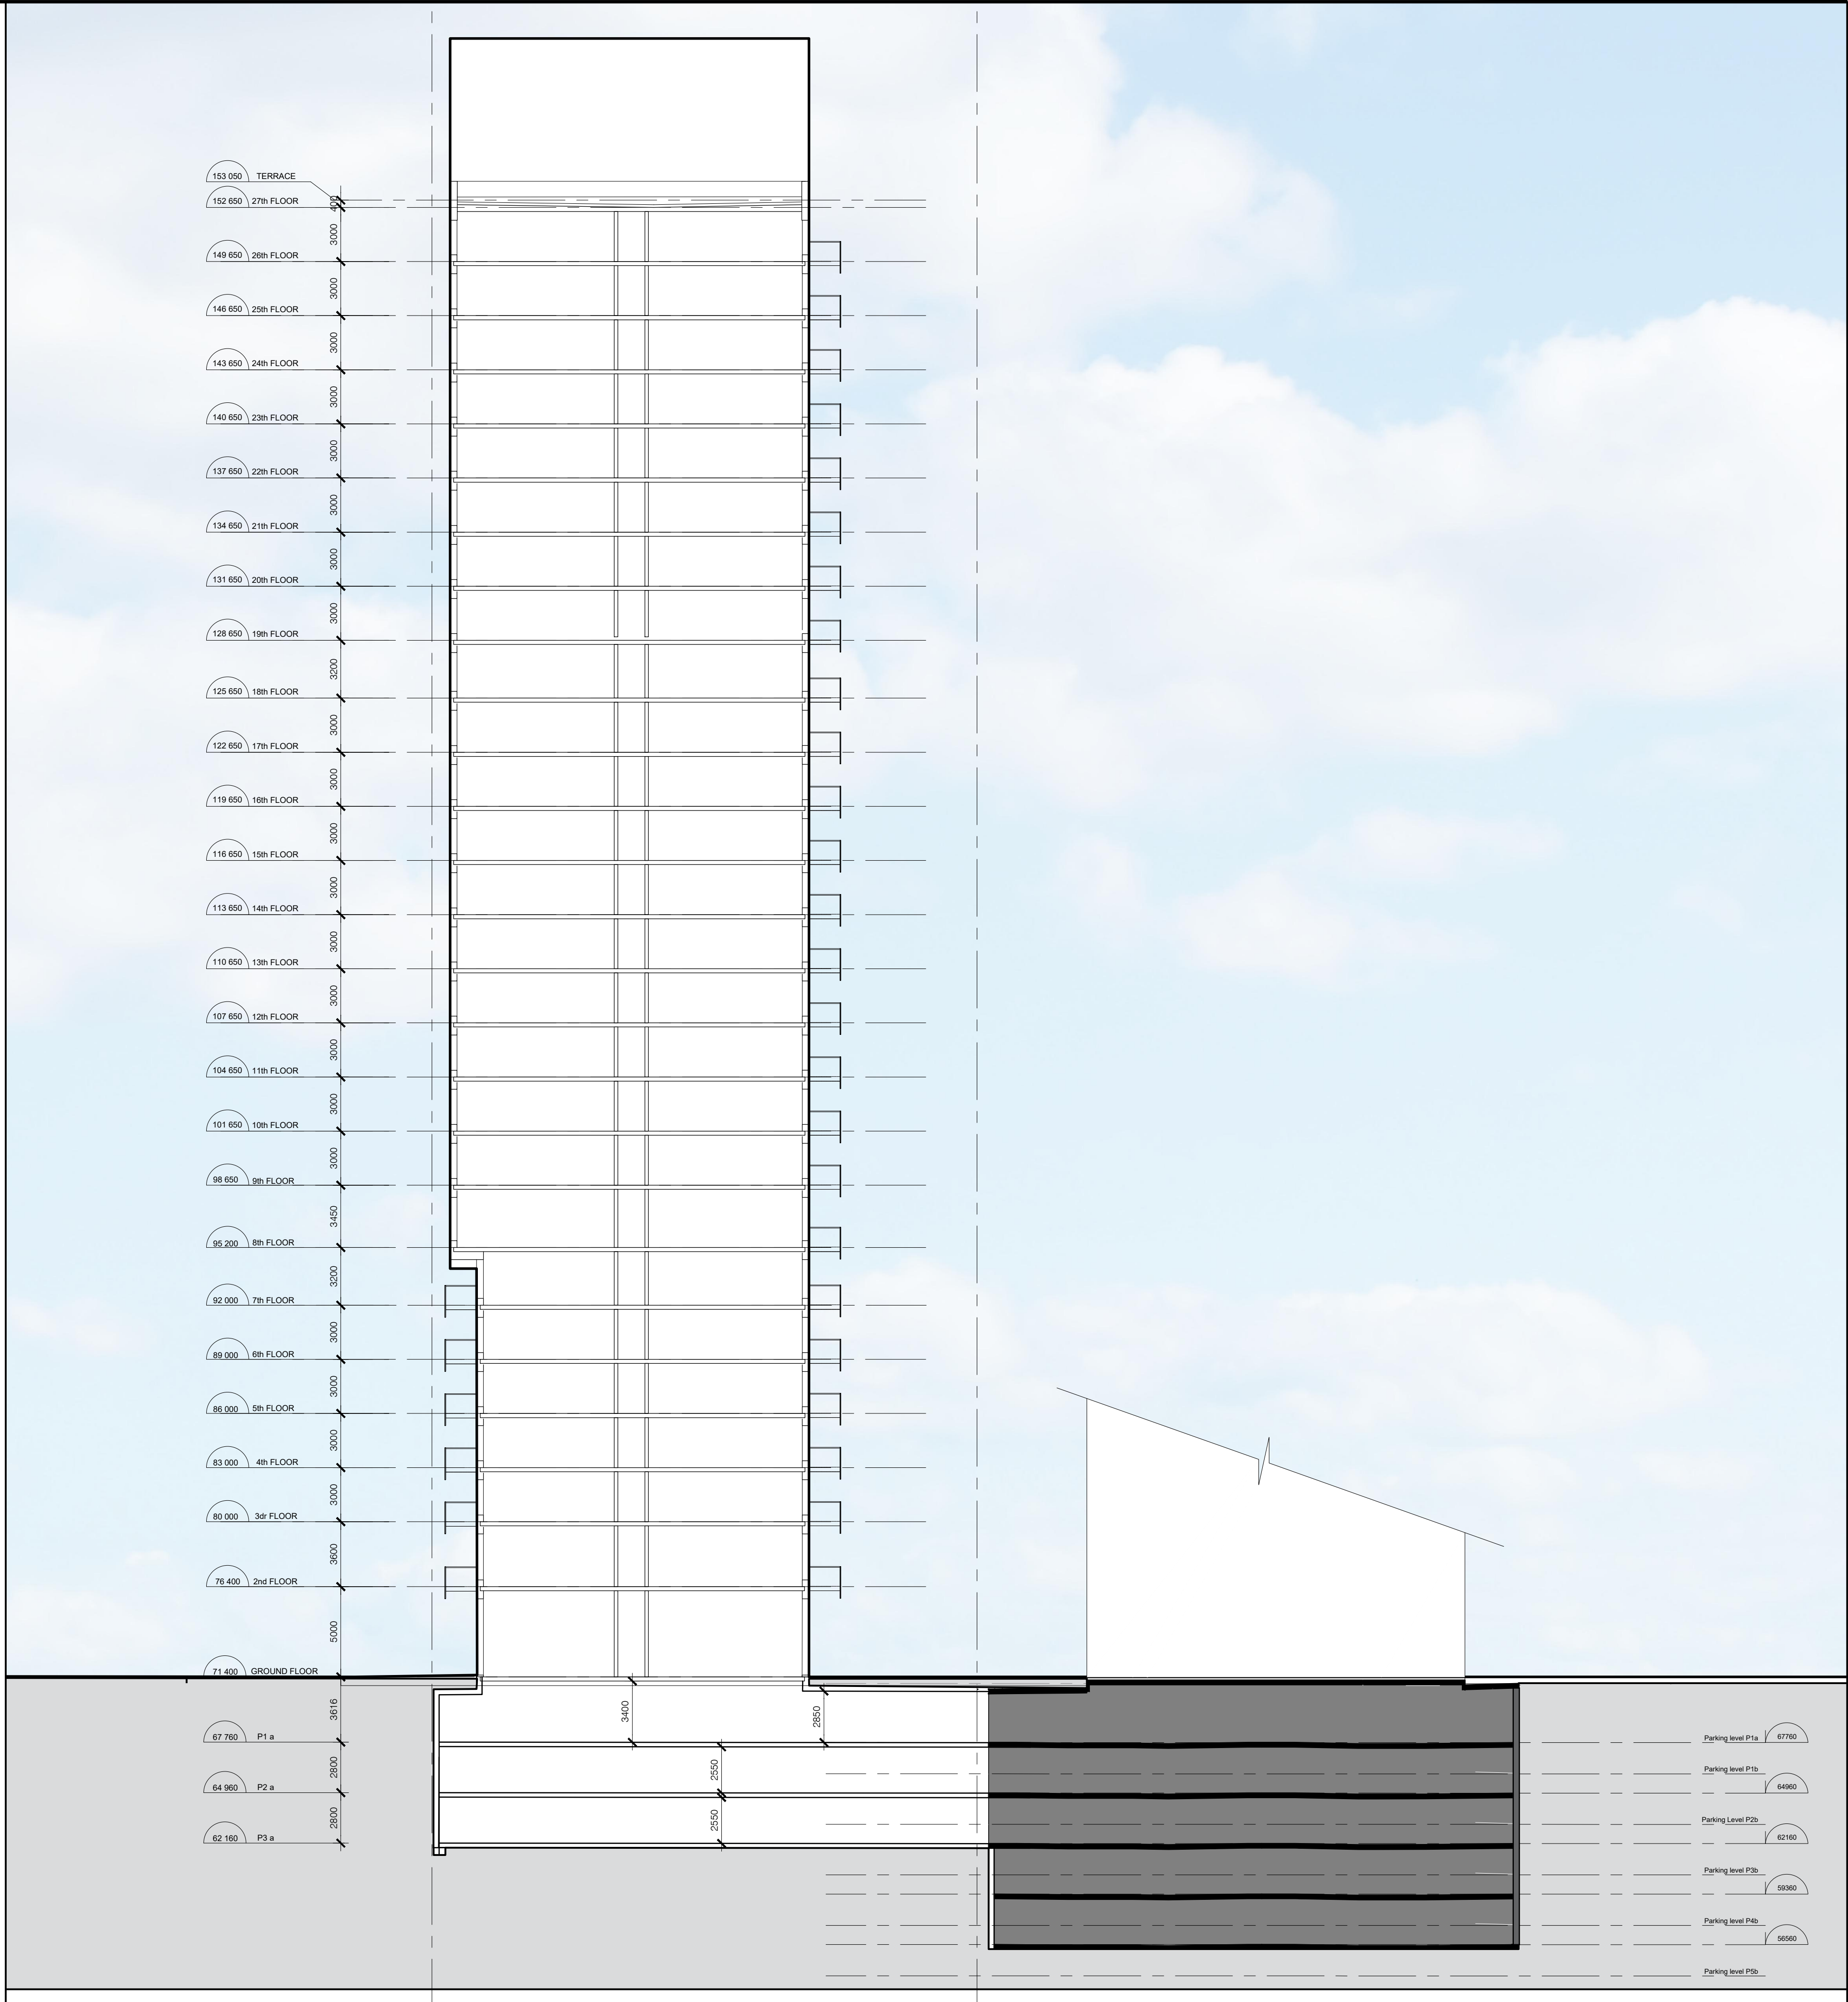 153 050 TERRACE
400
152 650 27th FLOOR
3000
149 650 26th FLOOR
3000
146 650 25th FLOOR
3000
143 650 24th FLOOR
3000
140 650 23th FLOOR
3000
137 650 22th FLOOR
3000
134 650 21th FLOOR
3000
131 650 20th FLOOR
3000
128 650 19th FLOOR
3200
125 650 18th FLOOR
3000
122 650 17th FLOOR
3000
119 650 16th FLOOR
3000
116 650 15th FLOOR
3000
113 650 14th FLOOR
3000
110 650 13th FLOOR
3000
107 650 12th FLOOR
3000
104 650 11th FLOOR
3000
101 650 10th FLOOR
3000
98 650 9th FLOOR
3450
95 200 8th FLOOR
3200
92 000 7th FLOOR
3000
89 000 6th FLOOR
3000
86 000 5th FLOOR
3000
83 000 4th FLOOR
3000
80 000 3dr FLOOR
3600
76 400 2nd FLOOR
5000
71 400 GROUND FLOOR
3616
3400
2850
67 760 P1 a
2800
2550
64 960 P2 a
2800
2550
62 160 P3 a
Parking level P1a 67760
Parking level P1b
64960
Parking Level P2b
62160
Parking level P3b
59360
Parking level P4b
56560
Parking level P5b